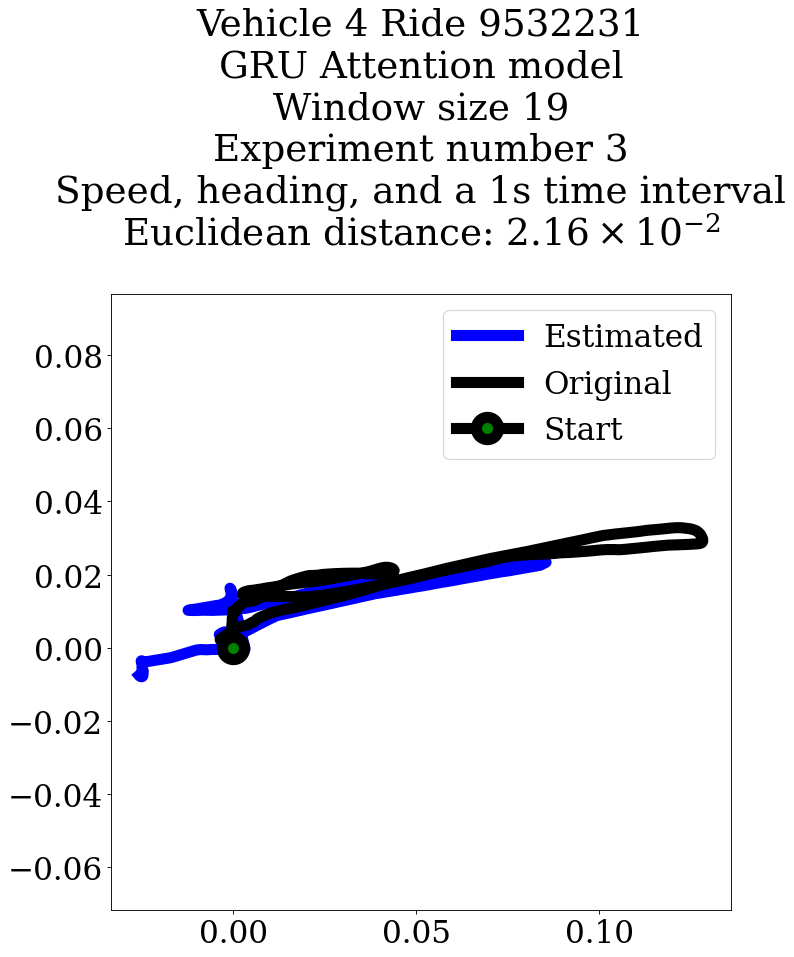 Vehicle 4 Ride 9532231
GRU Attention model
Window size 19
Experiment number 3
Speed, heading, and a 1s time interval
Euclidean distance: 2.16 × 10⁻²
Estimated
Original
Start
0.08
0.06
0.04
0.02
0.00
−0.02
−0.04
−0.06
0.00 0.05 0.10